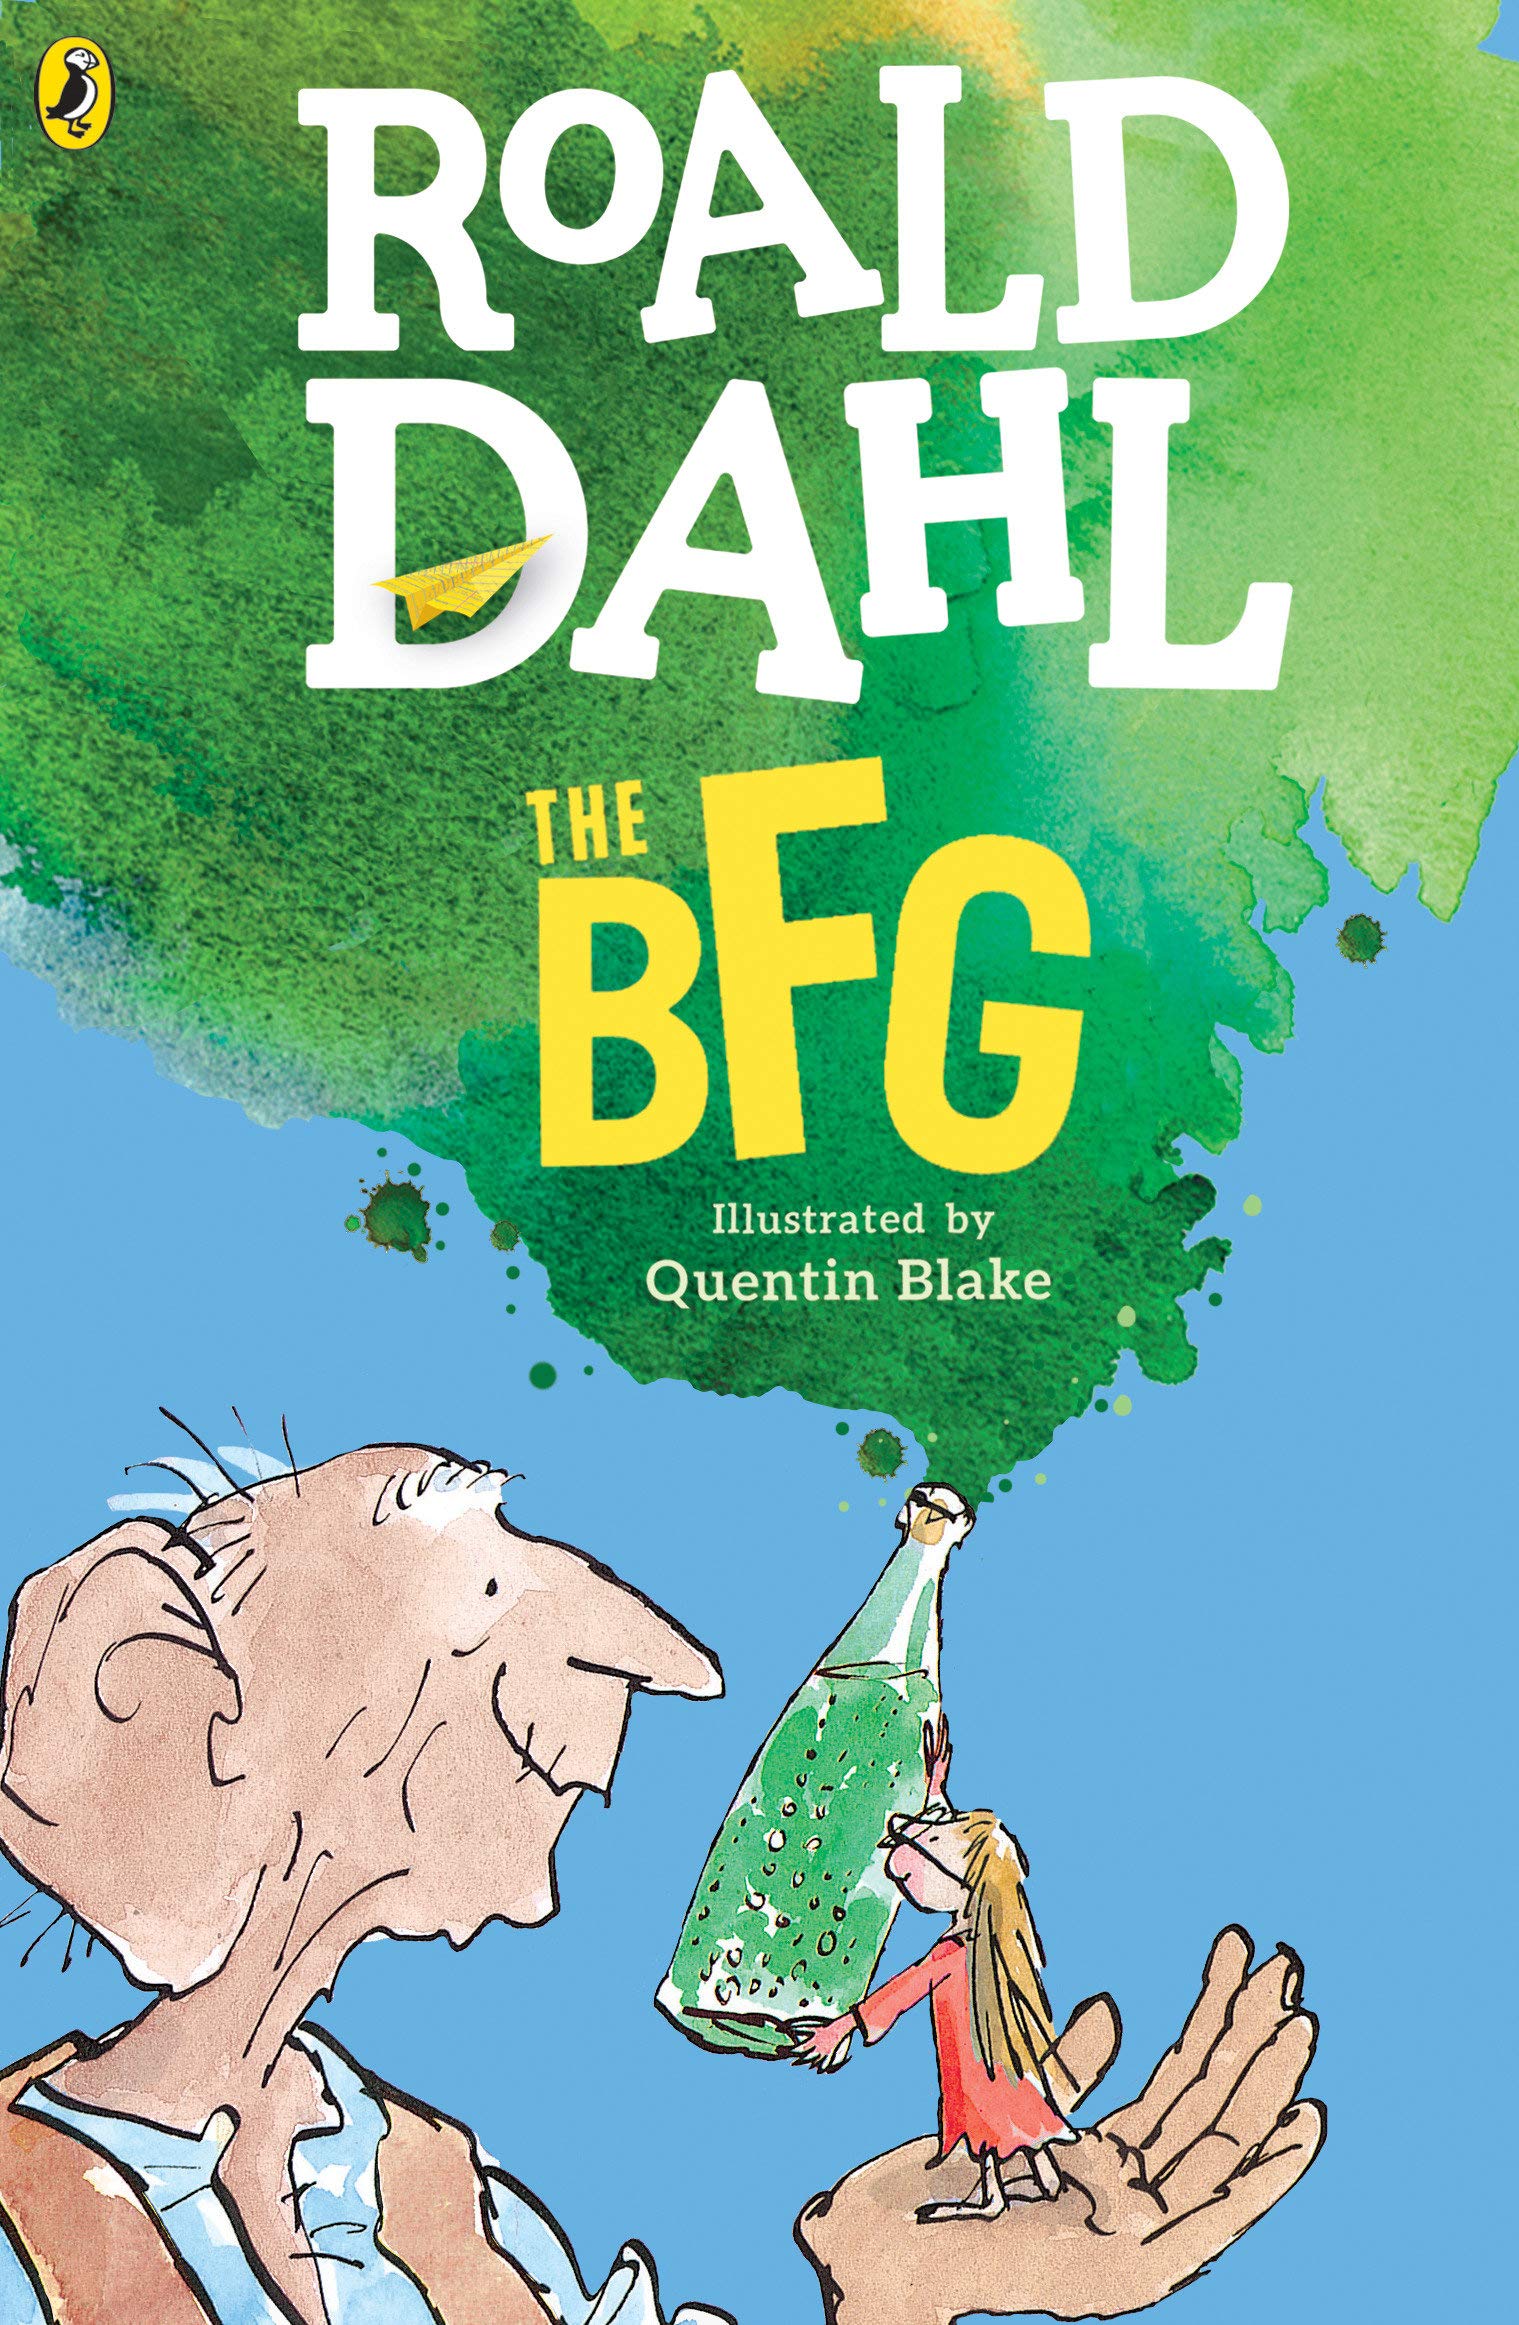 ROALD
DAHL
THE
BFG
Illustrated by
Quentin Blake